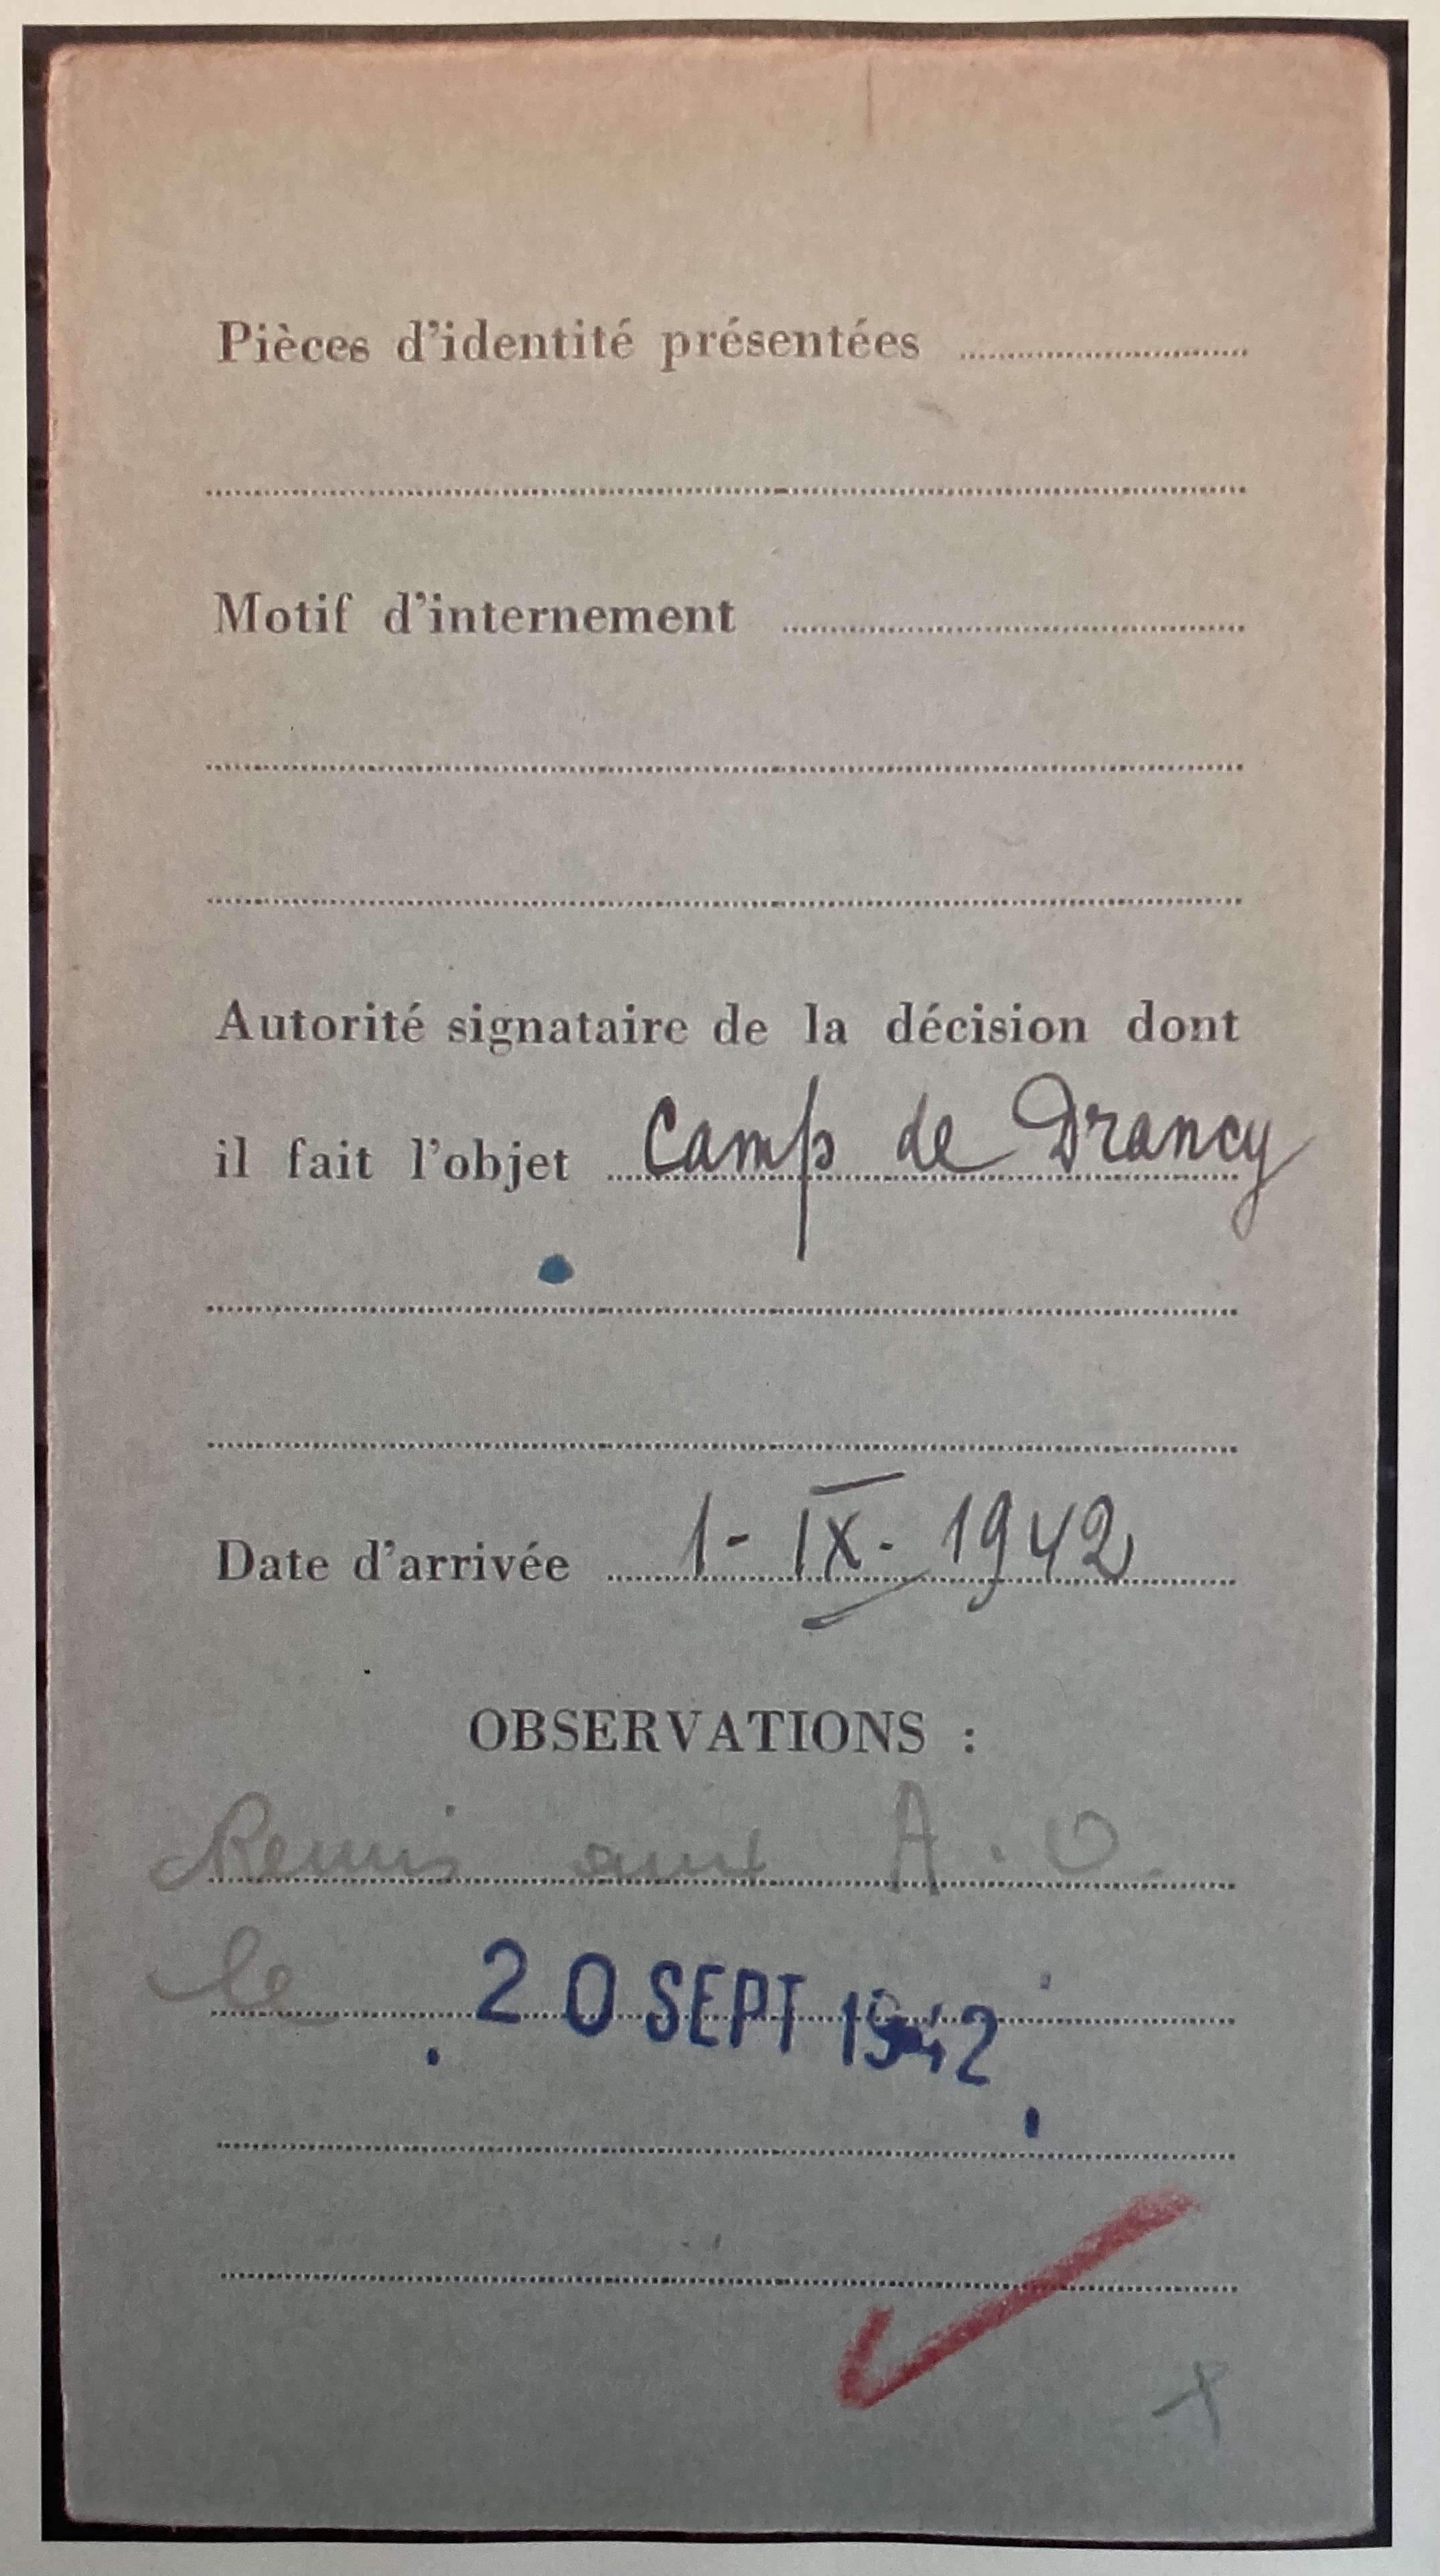 Pièces d'identité présentées
Motif d'internement
Autorité signataire de la décision dont
il fait l'objet Camp de Drancy
Date d'arrivée 1-IX-1942
OBSERVATIONS :
Remis aux A.O.
le 20 SEPT 1942